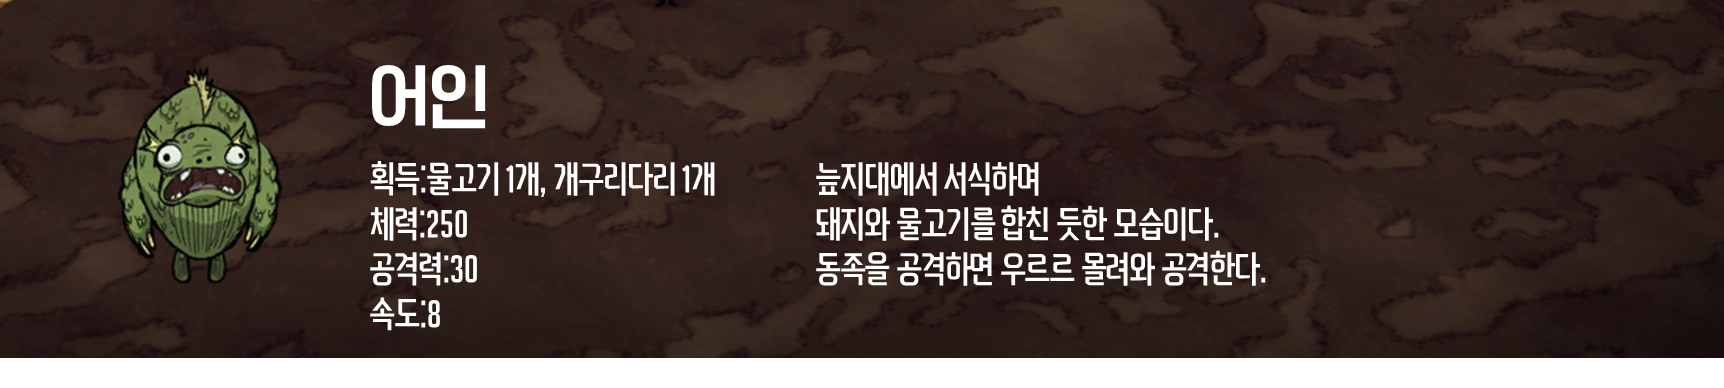 어인
획득:물고기 1개, 개구리다리 1개
체력:250
공격력:30
속도:8
늪지대에서 서식하며
돼지와 물고기를 합친 듯한 모습이다.
동족을 공격하면 우르르 몰려와 공격한다.